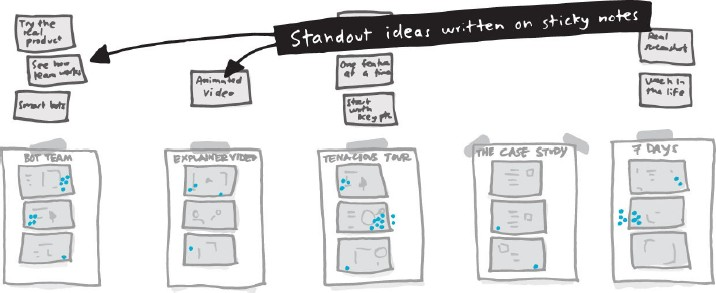 Standout ideas written on sticky notes
Try the
real
product
See how
team works
Smart bots
Animated
Video
One feature
at a time
Start
with
key pts
Real
screenshot
Week in
the life
BOT TEAM
EXPLAINER VIDEO
TENACIOUS TOUR
THE CASE STUDY
7 DAYS